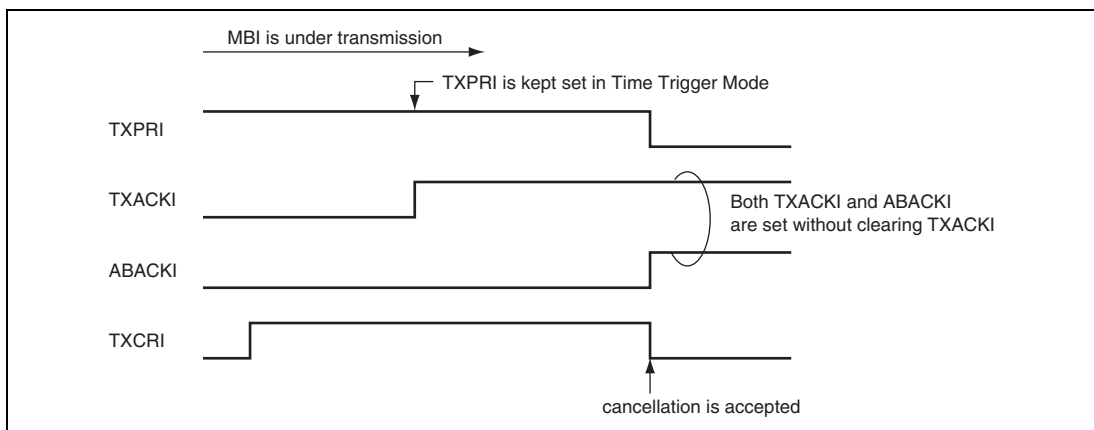 MBI is under transmission
TXPRI is kept set in Time Trigger Mode
TXPRI
TXACKI
Both TXACKI and ABACKI
are set without clearing TXACKI
ABACKI
TXCRI
cancellation is accepted